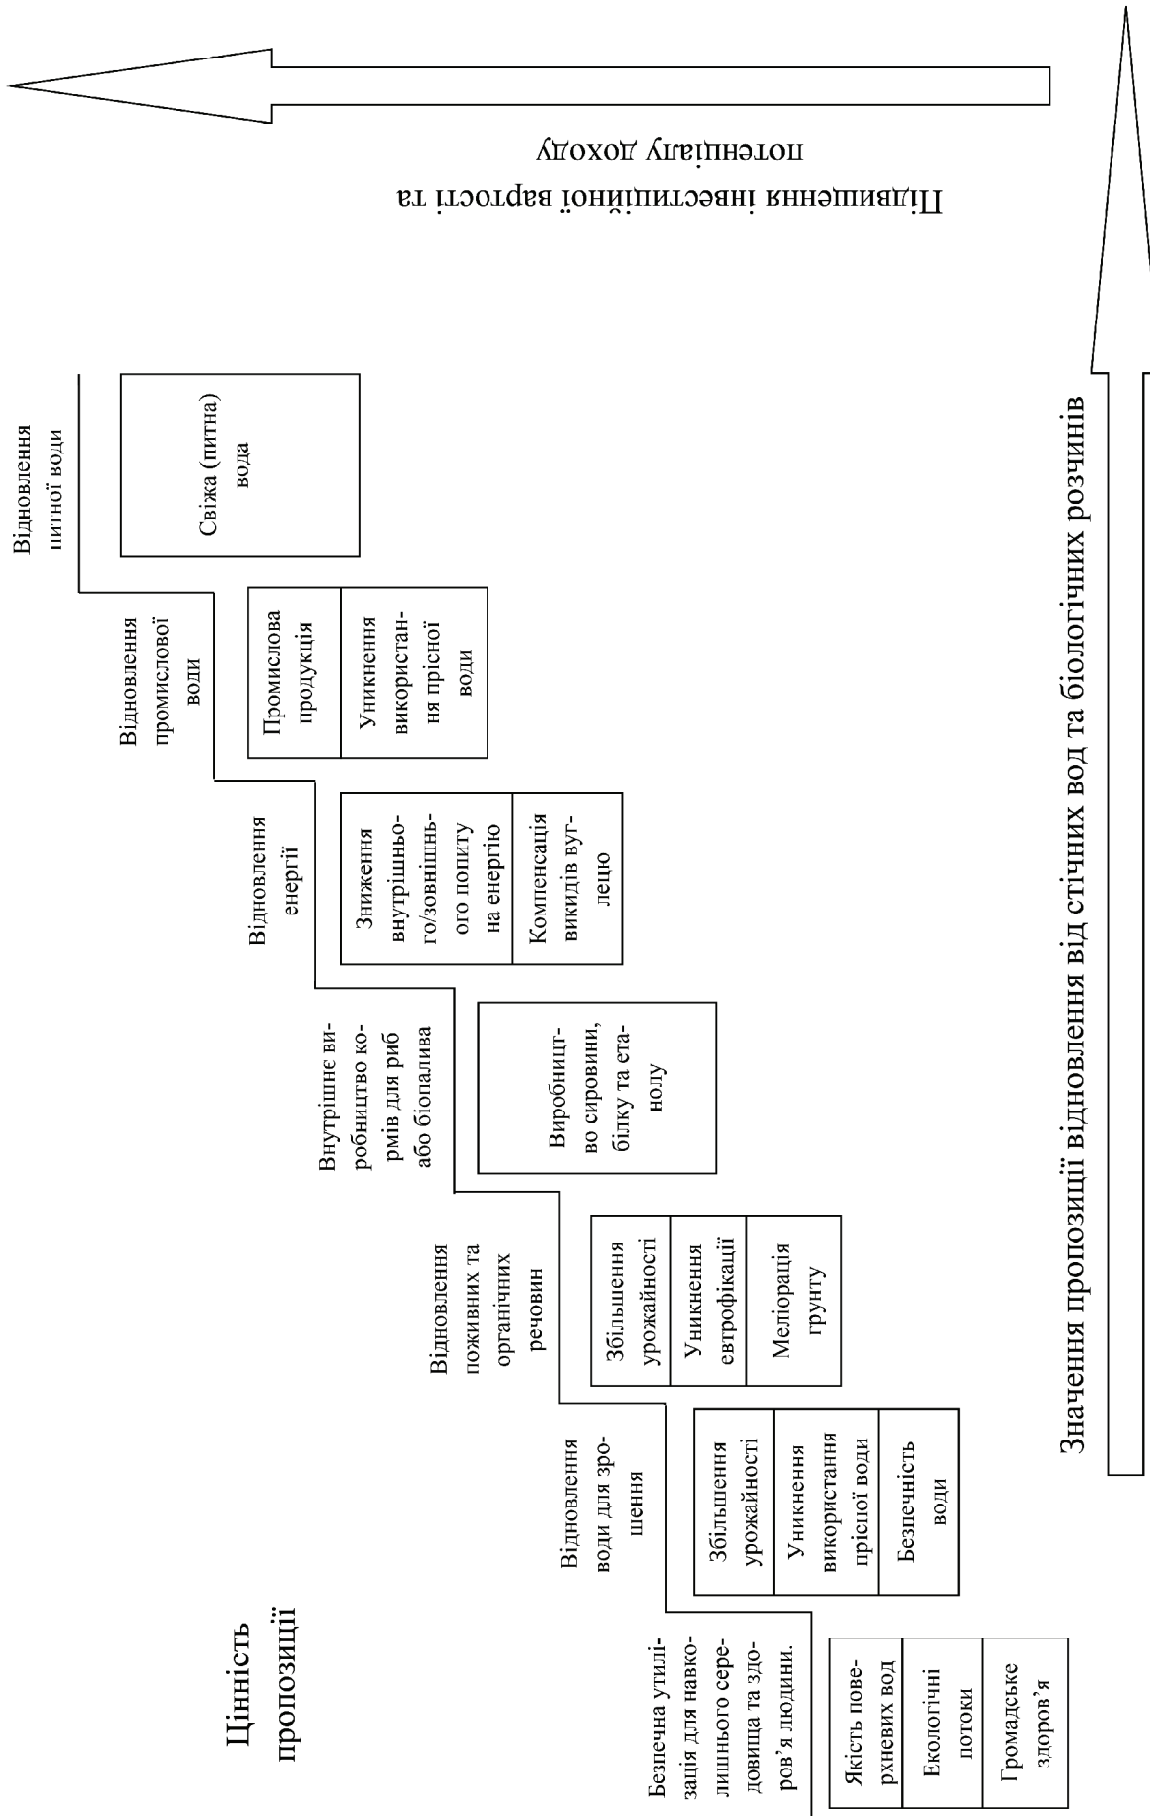 Цінність
пропозиції
Безпечна утилі-
зація для навко-
лишнього сере-
довища та здо-
ров’я людини.
Якість пове-
рхневих вод
Екологічні
потоки
Громадське
здоров’я
Відновлення
води для зро-
шення
Збільшення
урожайності
Уникнення
використання
прісної води
Безпечність
води
Відновлення
поживних та
органічних
речовин
Збільшення
урожайності
Уникнення
евтрофікації
Меліорація
грунту
Внутрішнє ви-
робництво ко-
рмів для риб
або біопалива
Виробницт-
во сировини,
білку та ета-
нолу
Відновлення
енергії
Зниження
внутрішньо-
го/зовнішнь-
ого попиту
на енергію
Компенсація
викидів вуг-
лецю
Відновлення
промислової
води
Промислова
продукція
Уникнення
використан-
ня прісної
води
Відновлення
питної води
Свіжа (питна)
вода
Підвищення інвестиційної вартості та
потенціалу доходу
Значення пропозиції відновлення від стічних вод та біологічних розчинів